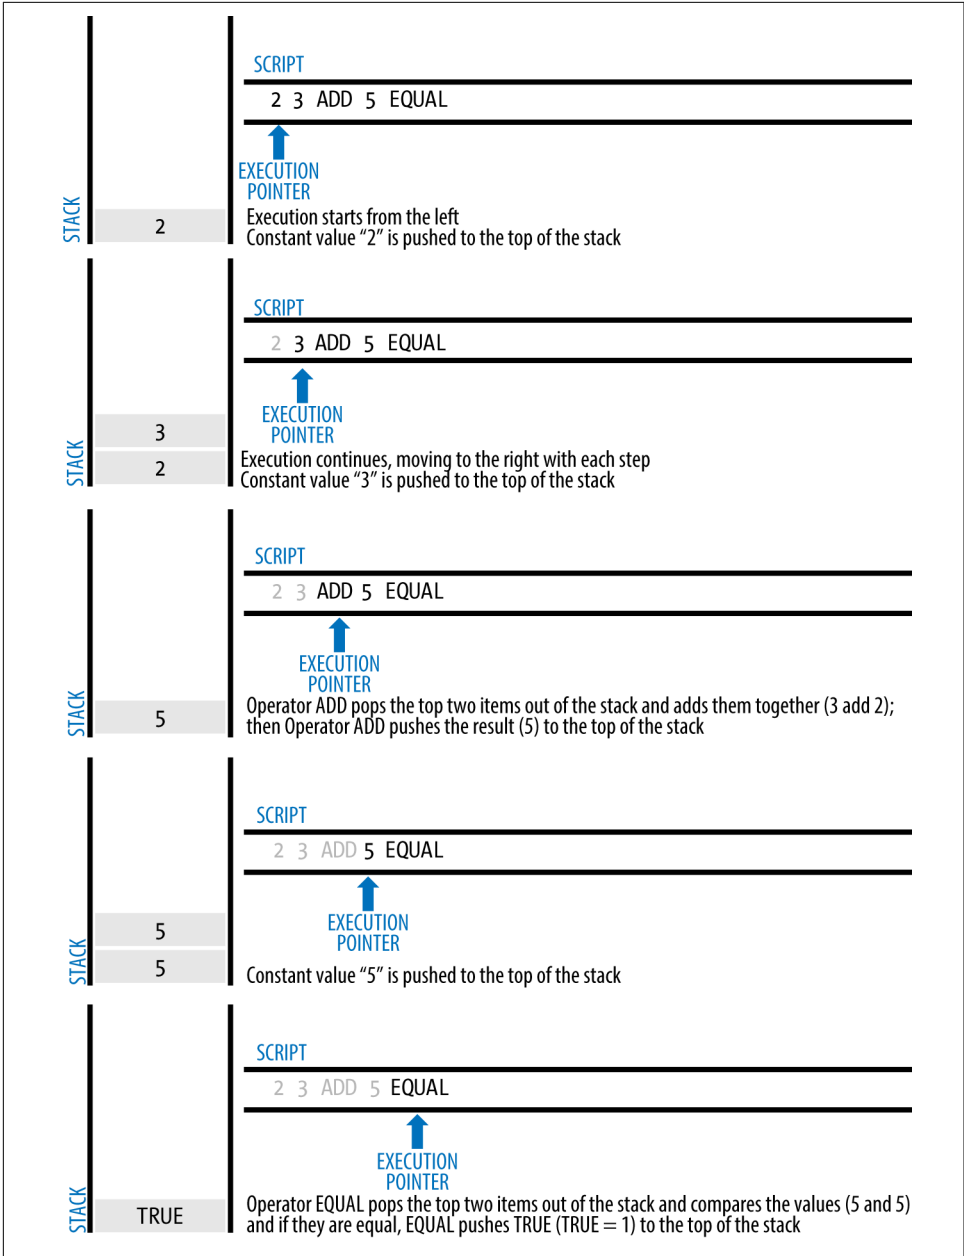 SCRIPT
2 3 ADD 5 EQUAL
EXECUTION
POINTER
STACK
2
Execution starts from the left
Constant value “2” is pushed to the top of the stack
SCRIPT
2 3 ADD 5 EQUAL
EXECUTION
POINTER
STACK
3
2
Execution continues, moving to the right with each step
Constant value “3” is pushed to the top of the stack
SCRIPT
2 3 ADD 5 EQUAL
EXECUTION
POINTER
STACK
5
Operator ADD pops the top two items out of the stack and adds them together (3 add 2);
then Operator ADD pushes the result (5) to the top of the stack
SCRIPT
2 3 ADD 5 EQUAL
EXECUTION
POINTER
STACK
5
5
Constant value “5” is pushed to the top of the stack
SCRIPT
2 3 ADD 5 EQUAL
EXECUTION
POINTER
STACK
TRUE
Operator EQUAL pops the top two items out of the stack and compares the values (5 and 5)
and if they are equal, EQUAL pushes TRUE (TRUE = 1) to the top of the stack